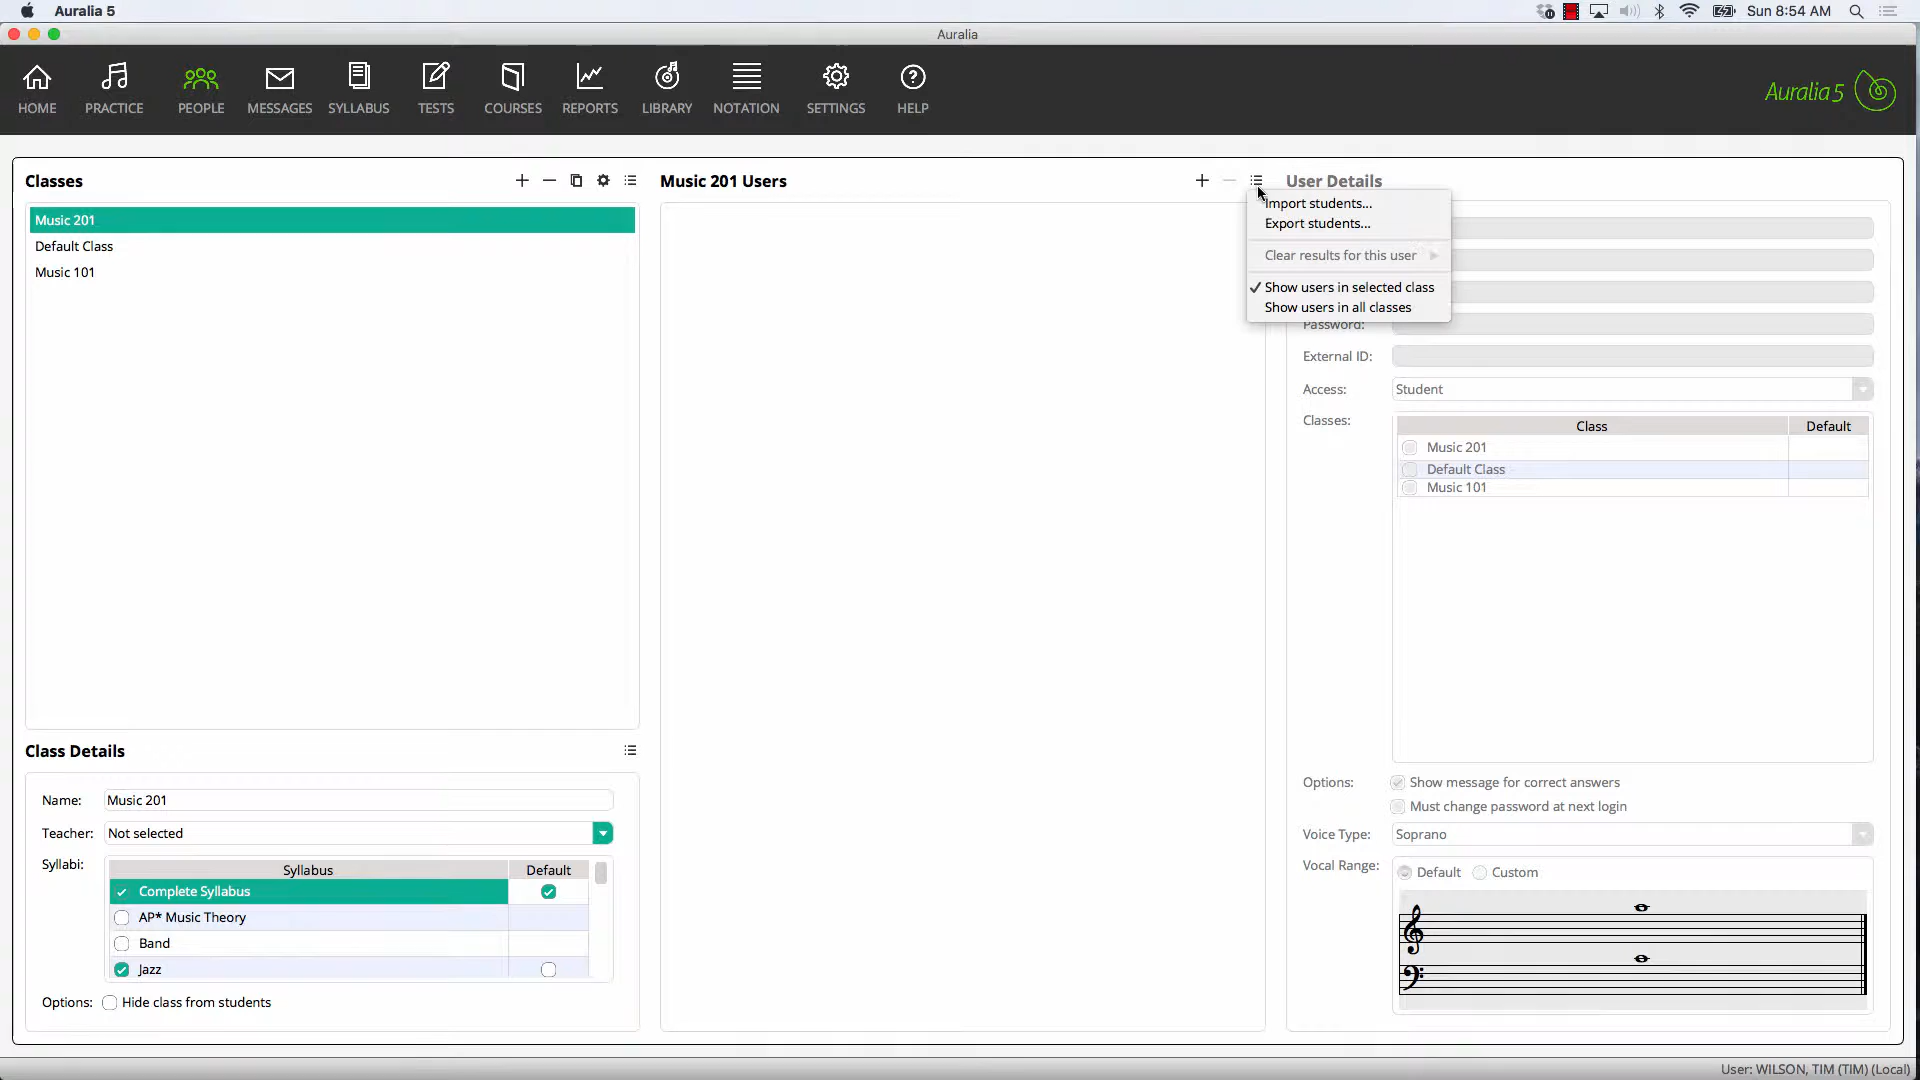 Auralia 5
Sun 8:54 AM
Auralia
HOME
PRACTICE
PEOPLE
MESSAGES
SYLLABUS
TESTS
COURSES
REPORTS
LIBRARY
NOTATION
SETTINGS
HELP
Auralia 5
Classes
Music 201
Default Class
Music 101
Music 201 Users
User Details
Import students...
Export students...
Clear results for this user
Show users in selected class
Show users in all classes
Password:
External ID:
Access:
Student
Classes:
Class
Default
Music 201
Default Class
Music 101
Options:
Show message for correct answers
Must change password at next login
Voice Type:
Soprano
Vocal Range:
Default
Custom
Class Details
Name:
Music 201
Teacher:
Not selected
Syllabi:
Syllabus
Default
Complete Syllabus
AP* Music Theory
Band
Jazz
Options:
Hide class from students
User: WILSON, TIM (TIM) (Local)